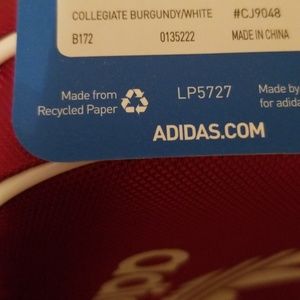 COLLEGIATE BURGUNDY/WHITE #CJ9048
B172 0135222 MADE IN CHINA
Made from LP5727 Made by
Recycled Paper for adida
ADIDAS.COM